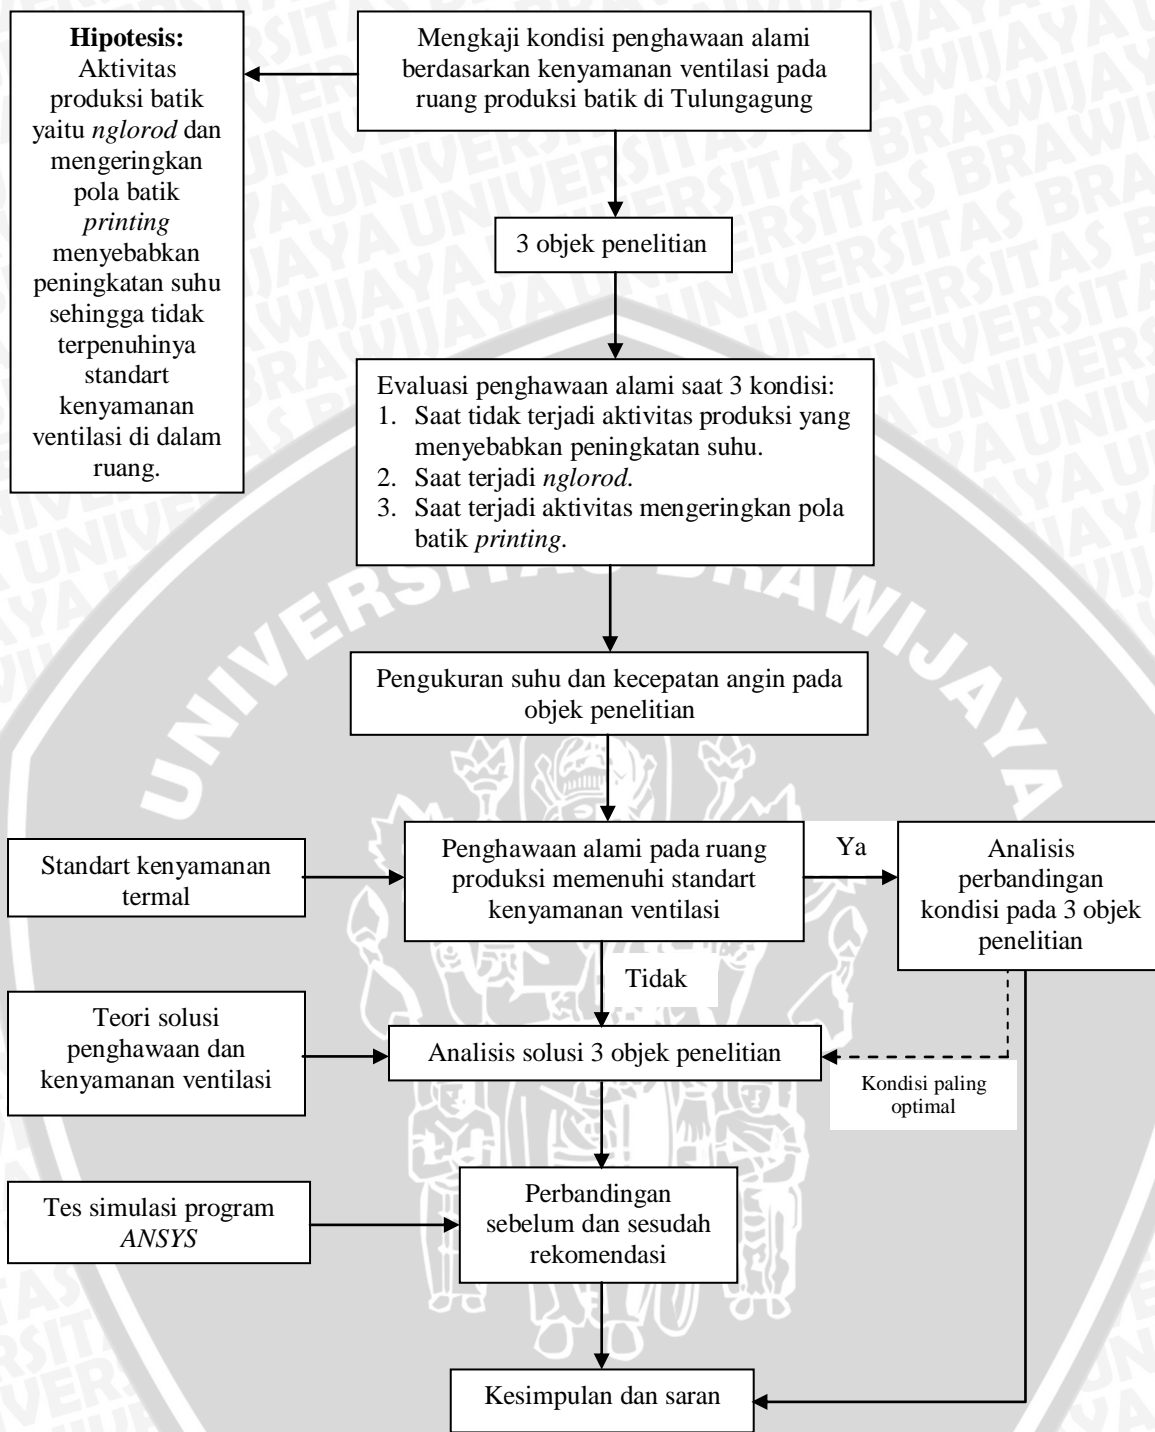 Hipotesis:
Aktivitas
produksi batik
yaitu nglorod dan
mengeringkan
pola batik
printing
menyebabkan
peningkatan suhu
sehingga tidak
terpenuhinya
standart
kenyamanan
ventilasi di dalam
ruang.
Mengkaji kondisi penghawaan alami
berdasarkan kenyamanan ventilasi pada
ruang produksi batik di Tulungagung
3 objek penelitian
Evaluasi penghawaan alami saat 3 kondisi:
1. Saat tidak terjadi aktivitas produksi yang
menyebabkan peningkatan suhu.
2. Saat terjadi nglorod.
3. Saat terjadi aktivitas mengeringkan pola
batik printing.
UNIVERSITAS BRAWIJAYA
Pengukuran suhu dan kecepatan angin pada
objek penelitian
Standart kenyamanan
termal
Penghawaan alami pada ruang
produksi memenuhi standart
kenyamanan ventilasi
Ya
Analisis
perbandingan
kondisi pada 3 objek
penelitian
Tidak
Teori solusi
penghawaan dan
kenyamanan ventilasi
Analisis solusi 3 objek penelitian
Kondisi paling
optimal
Tes simulasi program
ANSYS
Perbandingan
sebelum dan sesudah
rekomendasi
Kesimpulan dan saran